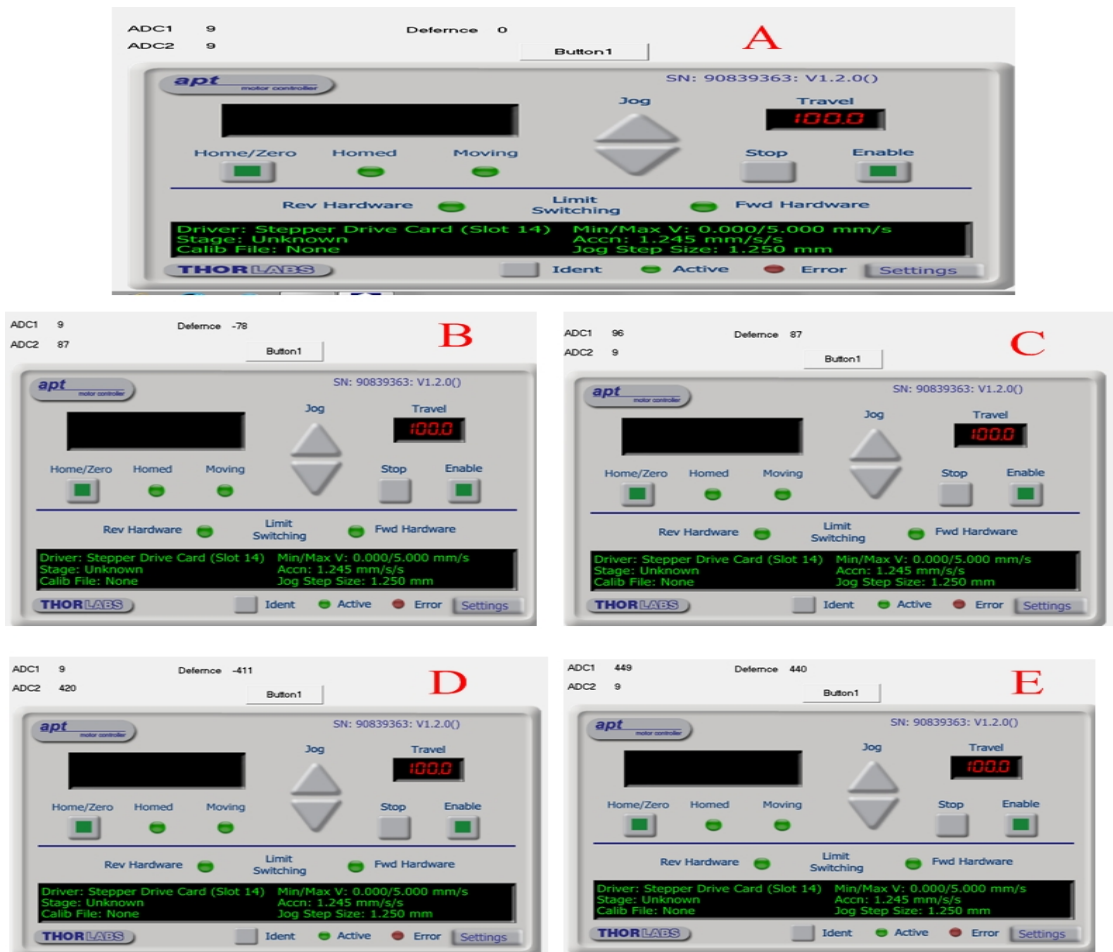 ADC1 9 Defernce 0
ADC2 9
Button1
A
apt
motor controller
SN: 90839363: V1.2.0()
Jog Travel
100.0
Home/Zero Homed Moving Stop Enable
Rev Hardware Limit Switching Fwd Hardware
Driver: Stepper Drive Card (Slot 14) Min/Max V: 0.000/5.000 mm/s
Stage: Unknown Accn: 1.245 mm/s/s
Calib File: None Jog Step Size: 1.250 mm
THORLABS Ident Active Error Settings
ADC1 9 Defernce -78
ADC2 87
Button1
B
apt
motor controller
SN: 90839363: V1.2.0()
Jog Travel
100.0
Home/Zero Homed Moving Stop Enable
Rev Hardware Limit Switching Fwd Hardware
Driver: Stepper Drive Card (Slot 14) Min/Max V: 0.000/5.000 mm/s
Stage: Unknown Accn: 1.245 mm/s/s
Calib File: None Jog Step Size: 1.250 mm
THORLABS Ident Active Error Settings
ADC1 96 Defernce 87
ADC2 9
Button1
C
apt
motor controller
SN: 90839363: V1.2.0()
Jog Travel
100.0
Home/Zero Homed Moving Stop Enable
Rev Hardware Limit Switching Fwd Hardware
Driver: Stepper Drive Card (Slot 14) Min/Max V: 0.000/5.000 mm/s
Stage: Unknown Accn: 1.245 mm/s/s
Calib File: None Jog Step Size: 1.250 mm
THORLABS Ident Active Error Settings
ADC1 9 Defernce -411
ADC2 420
Button1
D
apt
motor controller
SN: 90839363: V1.2.0()
Jog Travel
100.0
Home/Zero Homed Moving Stop Enable
Rev Hardware Limit Switching Fwd Hardware
Driver: Stepper Drive Card (Slot 14) Min/Max V: 0.000/5.000 mm/s
Stage: Unknown Accn: 1.245 mm/s/s
Calib File: None Jog Step Size: 1.250 mm
THORLABS Ident Active Error Settings
ADC1 449 Defernce 440
ADC2 9
Button1
E
apt
motor controller
SN: 90839363: V1.2.0()
Jog Travel
100.0
Home/Zero Homed Moving Stop Enable
Rev Hardware Limit Switching Fwd Hardware
Driver: Stepper Drive Card (Slot 14) Min/Max V: 0.000/5.000 mm/s
Stage: Unknown Accn: 1.245 mm/s/s
Calib File: None Jog Step Size: 1.250 mm
THORLABS Ident Active Error Settings